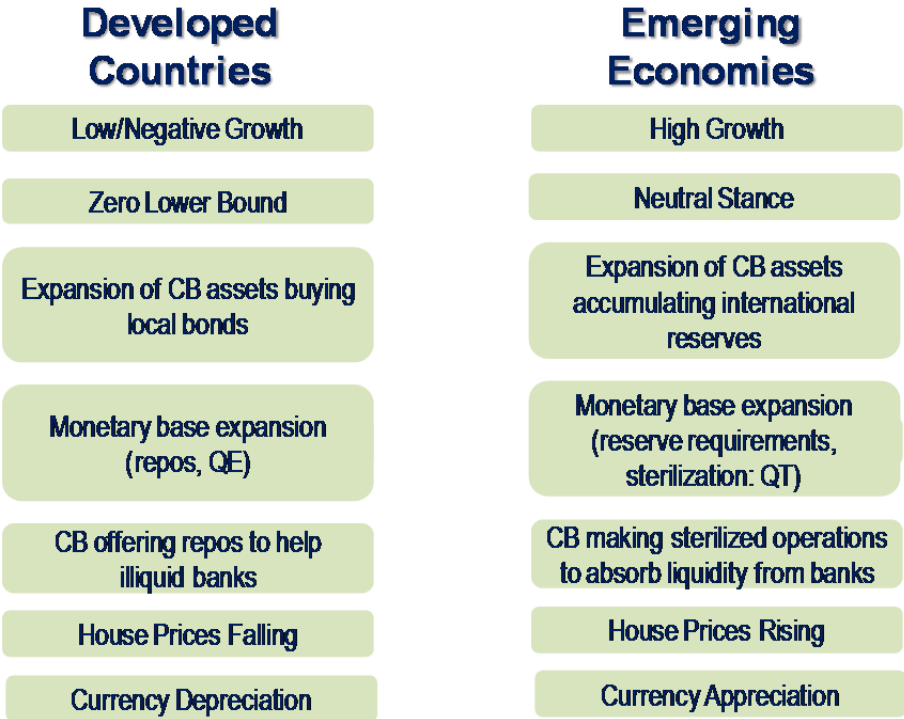 Developed
Countries
Low/Negative Growth
Zero Lower Bound
Expansion of CB assets buying
local bonds
Monetary base expansion
(repos, QE)
CB offering repos to help
illiquid banks
House Prices Falling
Currency Depreciation
Emerging
Economies
High Growth
Neutral Stance
Expansion of CB assets
accumulating international
reserves
Monetary base expansion
(reserve requirements,
sterilization: QT)
CB making sterilized operations
to absorb liquidity from banks
House Prices Rising
Currency Appreciation